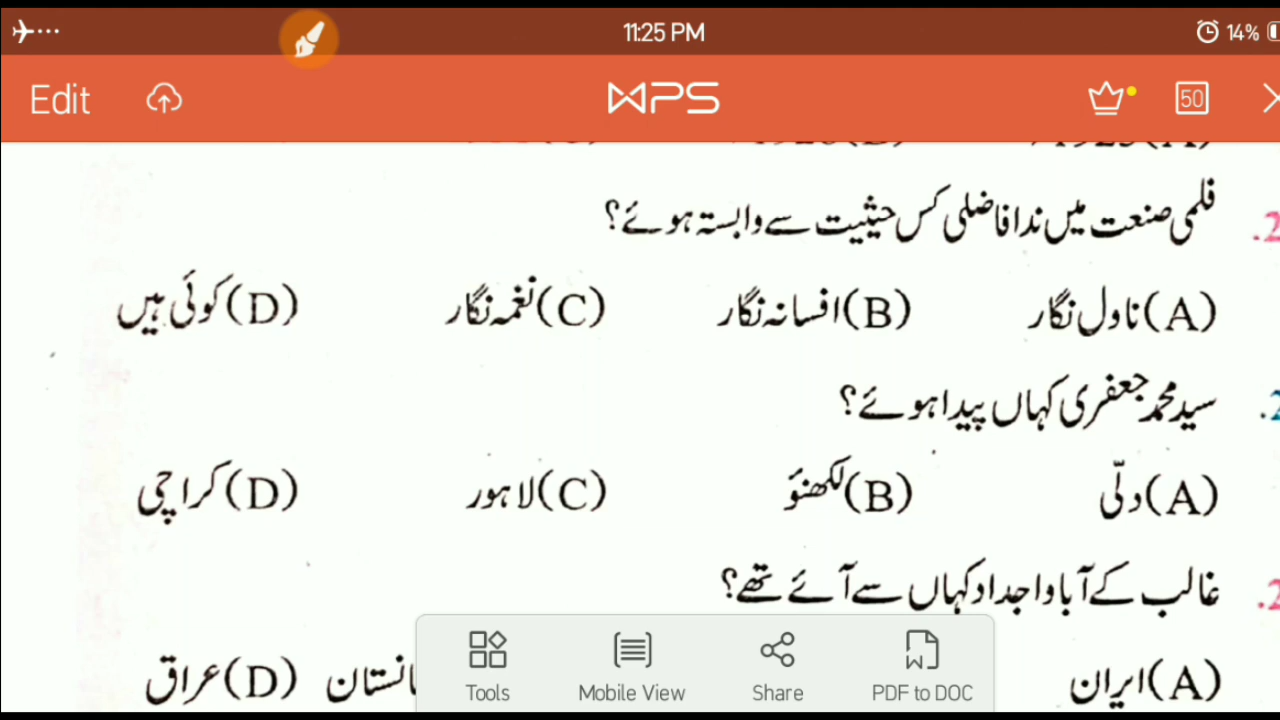 11:25 PM 14%
Edit WPS 50
فلمی صنعت میں ندا فاضلی کس حیثیت سے وابستہ ہوئے؟
(A) ناول نگار (B) افسانہ نگار (C) نغمہ نگار (D) کوئی ہیں
سید محمد جعفری کہاں پیدا ہوئے؟
(A) دلّی (B) لکھنؤ (C) لاہور (D) کراچی
غالب کے آباواجداد کہاں سے آئے تھے؟
(A) ایران (D) عراق
Tools Mobile View Share PDF to DOC